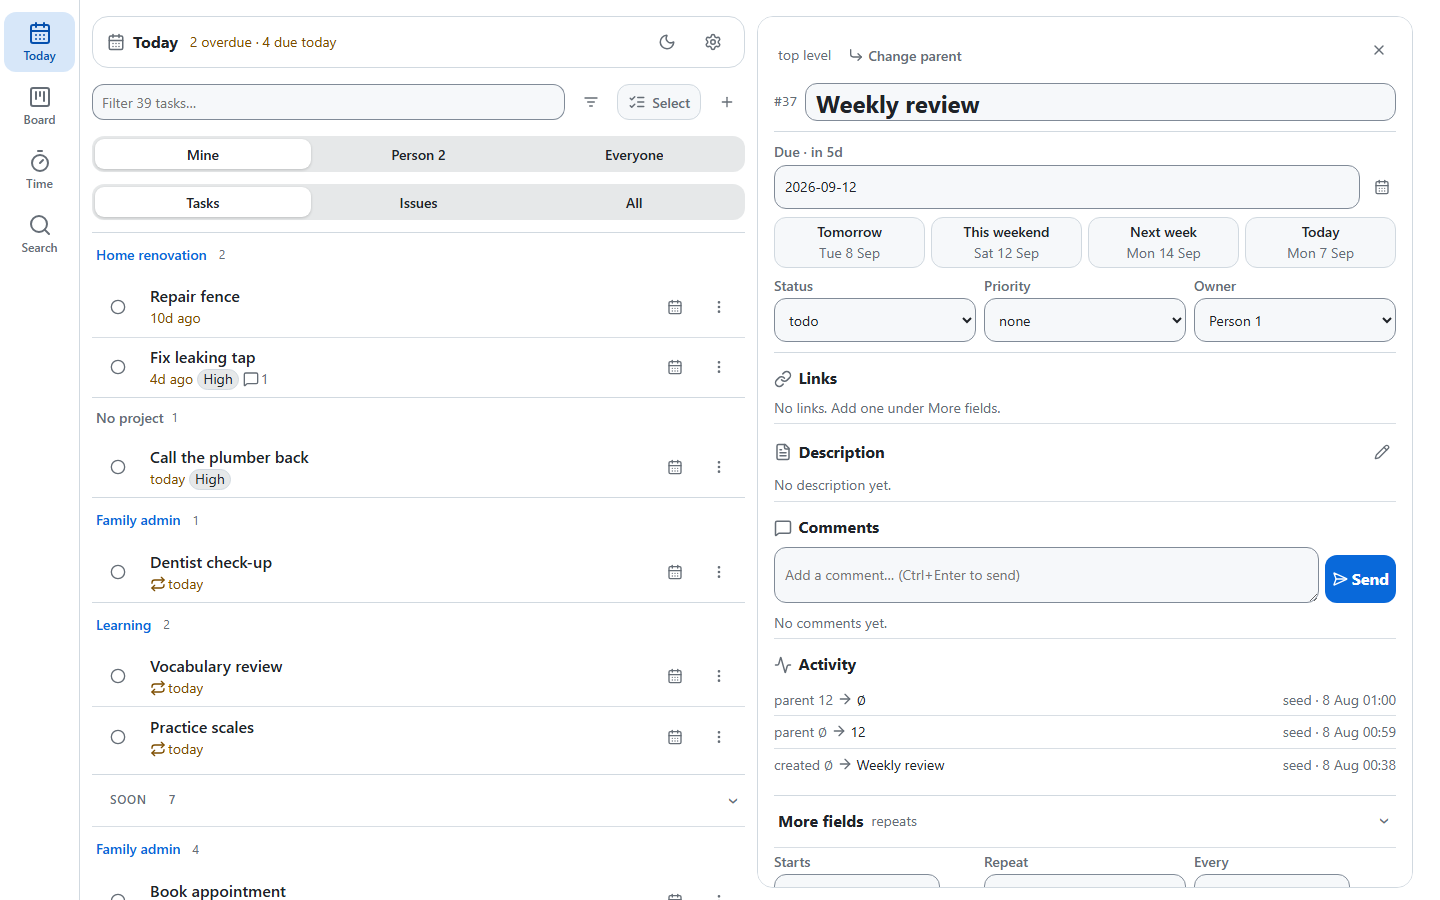 Today
Board
Time
Search
Today 2 overdue · 4 due today
Filter 39 tasks...
Select
Mine
Person 2
Everyone
Tasks
Issues
All
Home renovation 2
Repair fence
10d ago
Fix leaking tap
4d ago High 1
No project 1
Call the plumber back
today High
Family admin 1
Dentist check-up
today
Learning 2
Vocabulary review
today
Practice scales
today
SOON 7
Family admin 4
Book appointment
top level Change parent
#37 Weekly review
Due · in 5d
2026-09-12
Tomorrow
Tue 8 Sep
This weekend
Sat 12 Sep
Next week
Mon 14 Sep
Today
Mon 7 Sep
Status
todo
Priority
none
Owner
Person 1
Links
No links. Add one under More fields.
Description
No description yet.
Comments
Add a comment... (Ctrl+Enter to send)
Send
No comments yet.
Activity
parent 12 → ∅ seed · 8 Aug 01:00
parent ∅ → 12 seed · 8 Aug 00:59
created ∅ → Weekly review seed · 8 Aug 00:38
More fields repeats
Starts
Repeat
Every